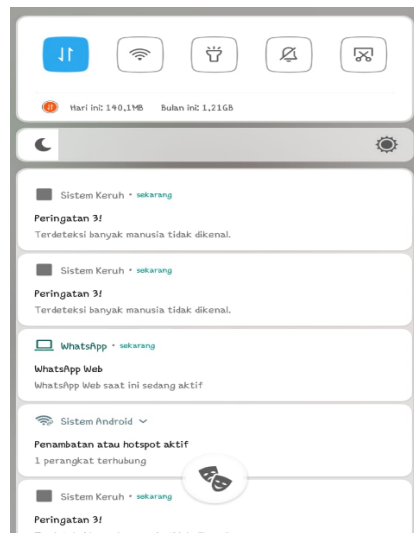 Hari ini: 140,1MB Bulan ini: 1,21GB
Sistem Keruh • sekarang
Peringatan 3!
Terdeteksi banyak manusia tidak dikenal.
Sistem Keruh • sekarang
Peringatan 3!
Terdeteksi banyak manusia tidak dikenal.
WhatsApp • sekarang
WhatsApp Web
WhatsApp Web saat ini sedang aktif
Sistem Android
Penambatan atau hotspot aktif
1 perangkat terhubung
Sistem Keruh • sekarang
Peringatan 3!